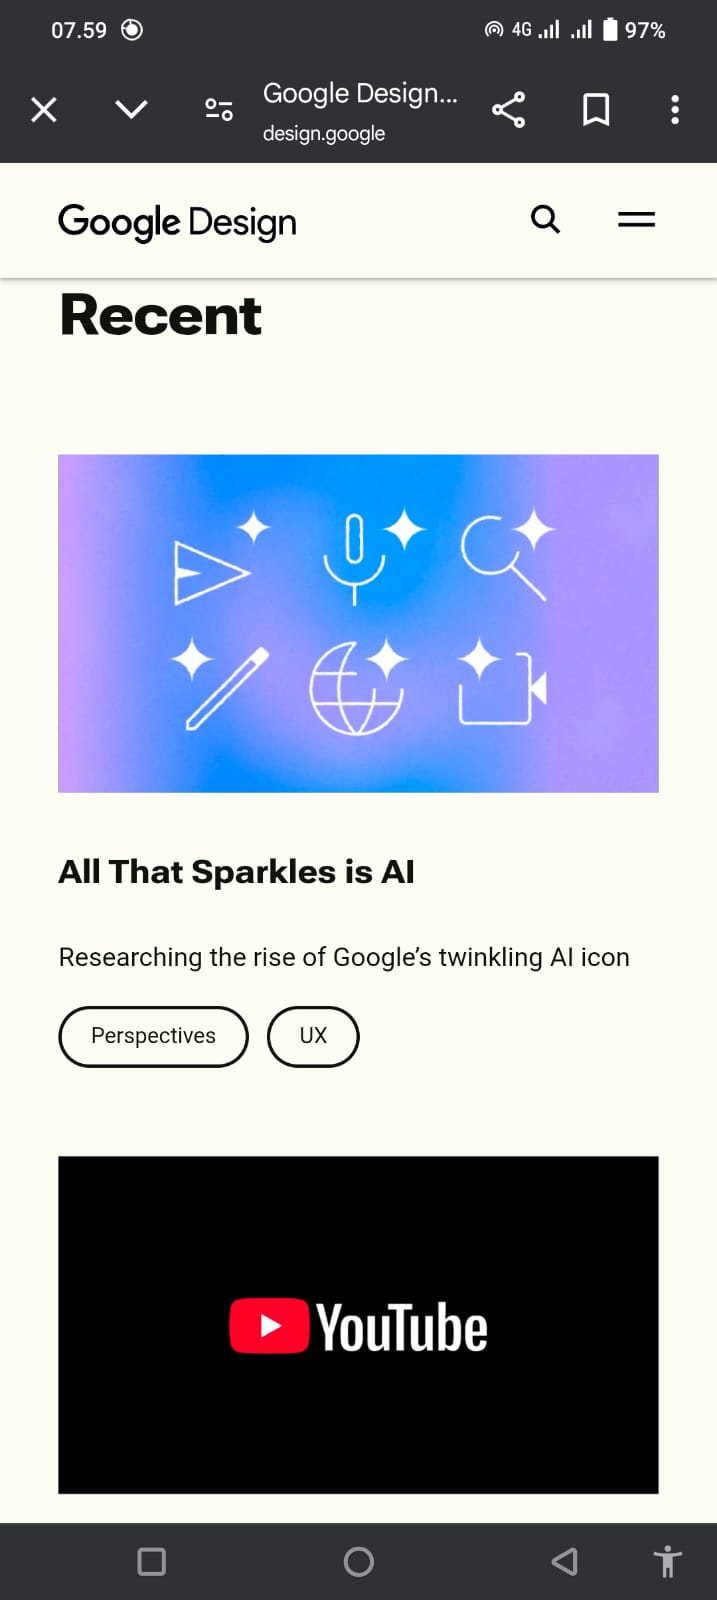 07.59
4G
97%
Google Design...
design.google
Google Design
Recent
All That Sparkles is AI
Researching the rise of Google’s twinkling AI icon
Perspectives
UX
YouTube